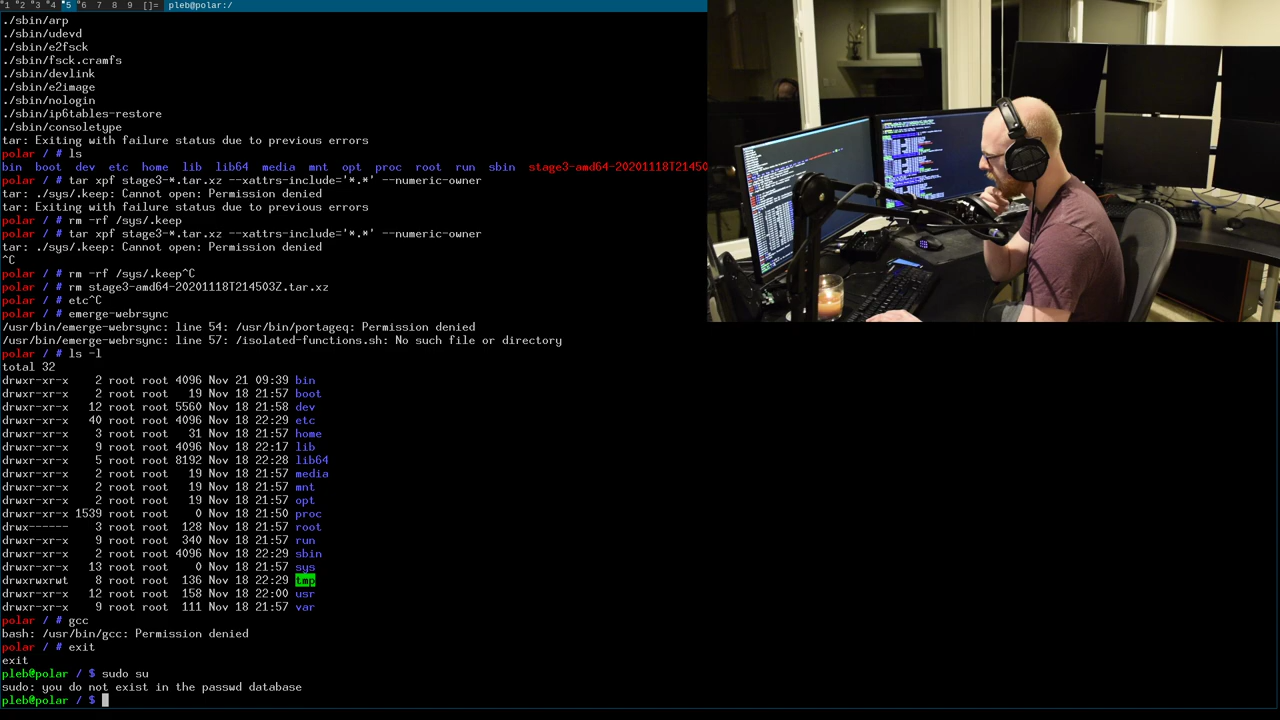 1 2 3 4 5 6 7 8 9 []= pleb@polar:/
./sbin/arp
./sbin/udevd
./sbin/e2fsck
./sbin/fsck.cramfs
./sbin/devlink
./sbin/e2image
./sbin/nologin
./sbin/ip6tables-restore
./sbin/consoletype
tar: Exiting with failure status due to previous errors
polar / # ls
bin boot dev etc home lib lib64 media mnt opt proc root run sbin stage3-amd64-20201118T21450
polar / # tar xpf stage3-*.tar.xz --xattrs-include='*.*' --numeric-owner
tar: ./sys/.keep: Cannot open: Permission denied
tar: Exiting with failure status due to previous errors
polar / # rm -rf /sys/.keep
polar / # tar xpf stage3-*.tar.xz --xattrs-include='*.*' --numeric-owner
tar: ./sys/.keep: Cannot open: Permission denied
^C
polar / # rm -rf /sys/.keep^C
polar / # rm stage3-amd64-20201118T214503Z.tar.xz
polar / # etc^C
polar / # emerge-webrsync
/usr/bin/emerge-webrsync: line 54: /usr/bin/portageq: Permission denied
/usr/bin/emerge-webrsync: line 57: /isolated-functions.sh: No such file or directory
polar / # ls -l
total 32
drwxr-xr-x 2 root root 4096 Nov 21 09:39 bin
drwxr-xr-x 2 root root 19 Nov 18 21:57 boot
drwxr-xr-x 12 root root 5560 Nov 18 21:58 dev
drwxr-xr-x 40 root root 4096 Nov 18 22:29 etc
drwxr-xr-x 3 root root 31 Nov 18 21:57 home
drwxr-xr-x 9 root root 4096 Nov 18 22:17 lib
drwxr-xr-x 5 root root 8192 Nov 18 22:28 lib64
drwxr-xr-x 2 root root 19 Nov 18 21:57 media
drwxr-xr-x 2 root root 19 Nov 18 21:57 mnt
drwxr-xr-x 2 root root 19 Nov 18 21:57 opt
drwxr-xr-x 1539 root root 0 Nov 18 21:50 proc
drwx------ 3 root root 128 Nov 18 21:57 root
drwxr-xr-x 9 root root 340 Nov 18 21:57 run
drwxr-xr-x 2 root root 4096 Nov 18 22:29 sbin
drwxr-xr-x 13 root root 0 Nov 18 21:57 sys
drwxrwxrwt 8 root root 136 Nov 18 22:29 tmp
drwxr-xr-x 12 root root 158 Nov 18 22:00 usr
drwxr-xr-x 9 root root 111 Nov 18 21:57 var
polar / # gcc
bash: /usr/bin/gcc: Permission denied
polar / # exit
exit
pleb@polar / $ sudo su
sudo: you do not exist in the passwd database
pleb@polar / $